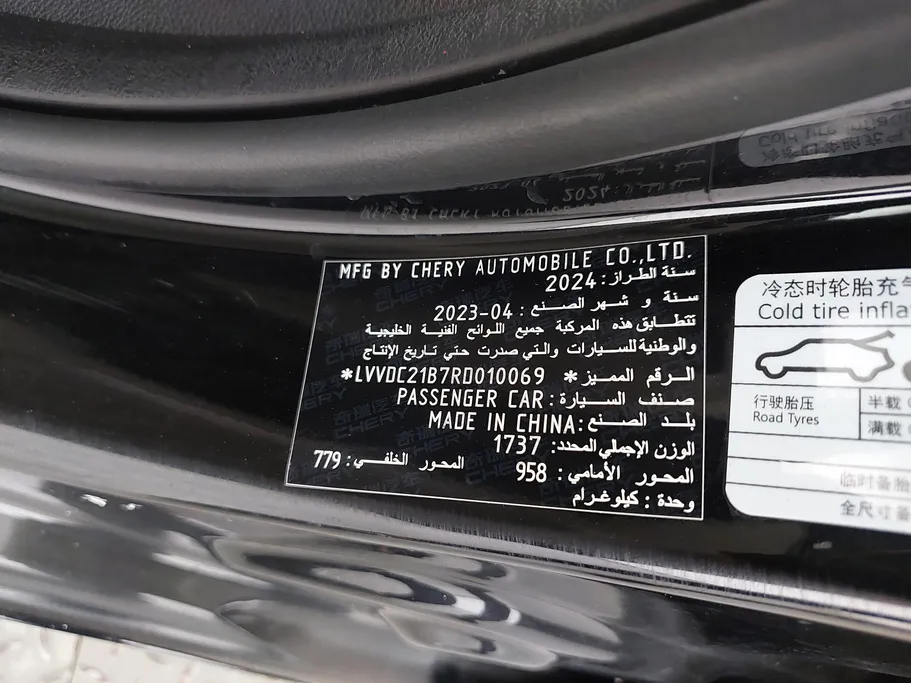 MFG BY CHERY AUTOMOBILE CO.,LTD.
سنة الطراز: 2024
سنة و شهر الصنع : 2023-04
تتطابق هذه المركبة جميع اللوائح الفنية الخليجية
والوطنية للسيارات والتي صدرت حتي تاريخ الإنتاج
الرقم المميز * LVVDC21B7RD010069*
صنف السيارة: PASSENGER CAR
بلد الصنع: MADE IN CHINA
الوزن الإجمالي المحدد: 1737
المحور الأمامي: 958 المحور الخلفي: 779
وحدة : كيلوغرام
冷态时轮胎充气
Cold tire infla
行驶胎压
Road Tyres
半载
满载
临时备胎
全尺寸备